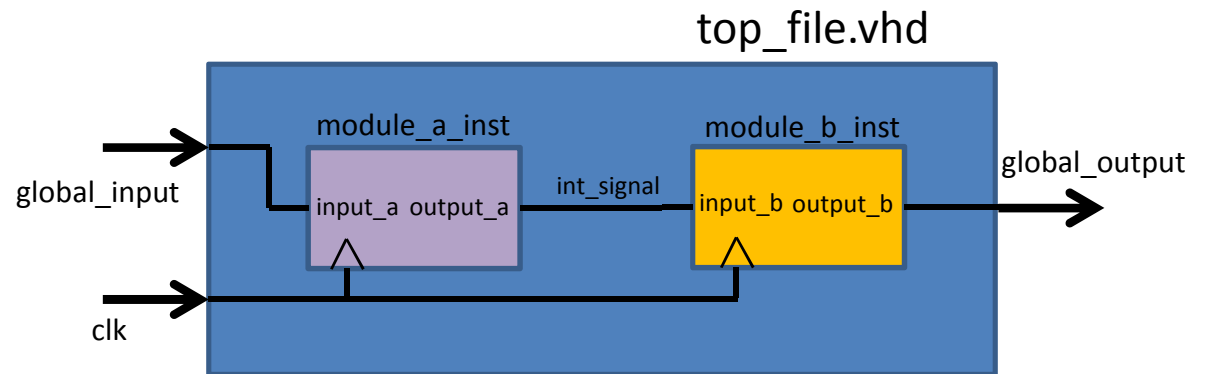 top_file.vhd
module_a_inst
module_b_inst
global_input
input_a output_a
int_signal
input_b output_b
global_output
clk